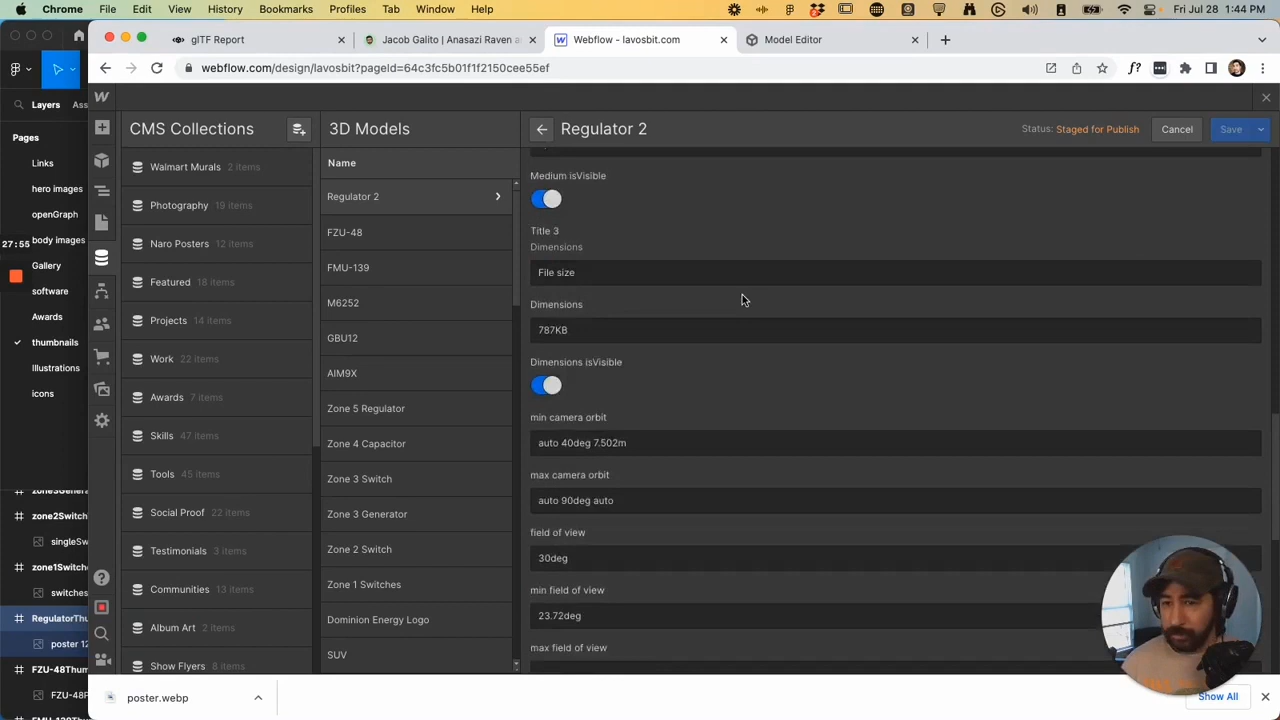 Chrome File Edit View History Bookmarks Profiles Tab Window Help Fri Jul 28 1:44 PM
glTF Report
Jacob Galito | Anasazi Raven a
Webflow - lavosbit.com
Model Editor
webflow.com/design/lavosbit?pageId=64c3fc5b01f1f2150cee55ef
Layers
Ass
Pages
Links
hero images
openGraph
27:55
body images
Gallery
software
Awards
thumbnails
Illustrations
icons
zone2Switch
singleSw
zone1Switche
switches
RegulatorThu
poster 12
FZU-48Thum
FZU-48P
CMS Collections
Walmart Murals 2 items
Photography 19 items
Naro Posters 12 items
Featured 18 items
Projects 14 items
Work 22 items
Awards 7 items
Skills 47 items
Tools 45 items
Social Proof 22 items
Testimonials 3 items
Communities 13 items
Album Art 2 items
Show Flyers 8 items
3D Models
Name
Regulator 2
FZU-48
FMU-139
M6252
GBU12
AIM9X
Zone 5 Regulator
Zone 4 Capacitor
Zone 3 Switch
Zone 3 Generator
Zone 2 Switch
Zone 1 Switches
Dominion Energy Logo
SUV
Regulator 2
Status: Staged for Publish
Cancel
Save
Medium isVisible
Title 3
Dimensions
File size
Dimensions
787KB
Dimensions isVisible
min camera orbit
auto 40deg 7.502m
max camera orbit
auto 90deg auto
field of view
30deg
min field of view
23.72deg
max field of view
poster.webp
Show All